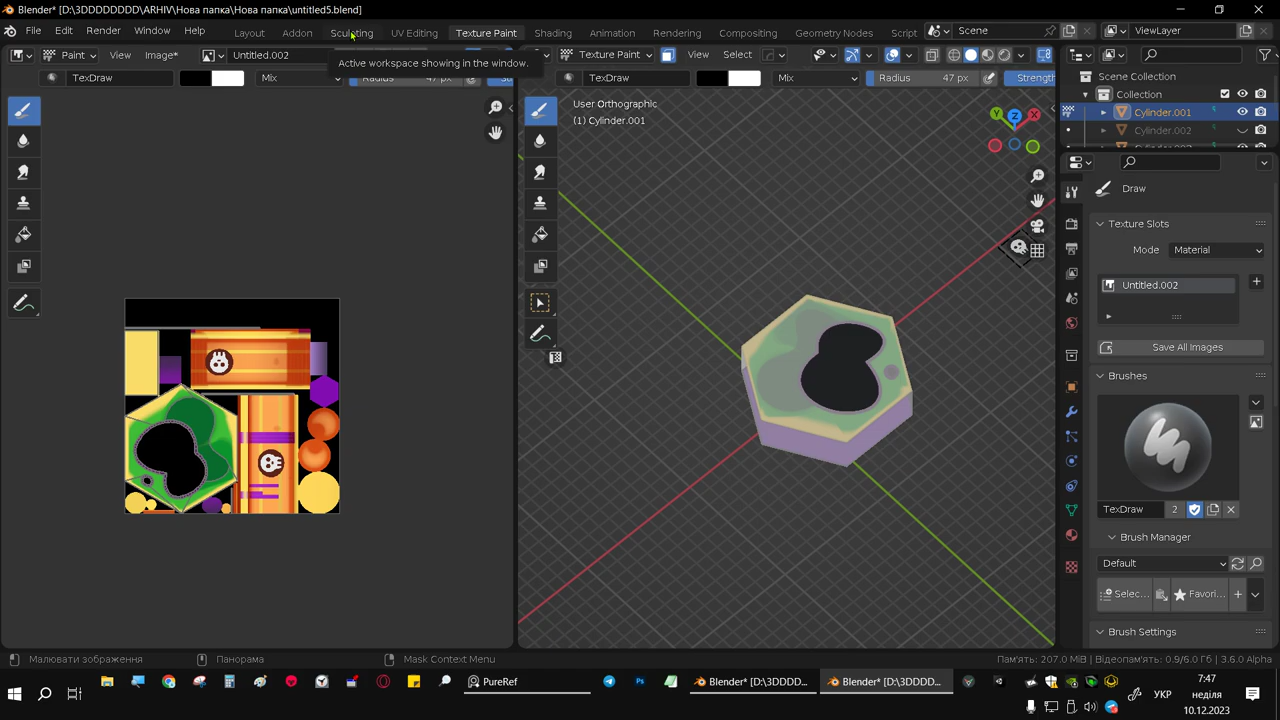 Blender* [D:\3DDDDDDDD\ARHIV\Нова папка\Нова папка\untitled5.blend]
File Edit Render Window Help Layout Addon Sculpting UV Editing Texture Paint Shading Animation Rendering Compositing Geometry Nodes Scene ViewLayer
Paint View Image* Untitled.002 Texture Paint View Select
Active workspace showing in the window.
TexDraw Mix Radius 47 px TexDraw Mix Radius 47 px Strength
User Orthographic
(1) Cylinder.001
Y Z X
Scene Collection
Collection
Cylinder.001
Cylinder.002
Draw
Texture Slots
Mode Material
Untitled.002
Save All Images
Brushes
TexDraw 2
Brush Manager
Default
Selec... Favori...
Brush Settings
Малювати зображення Панорама Mask Context Menu Пам'ять: 207.0 MiB | Відеопам'ять: 0.9/6.0 Гб | 3.6.0 Alpha
PureRef Blender* [D:\3DDDD... Blender* [D:\3DDDD... УКР
7:47
неділя
10.12.2023